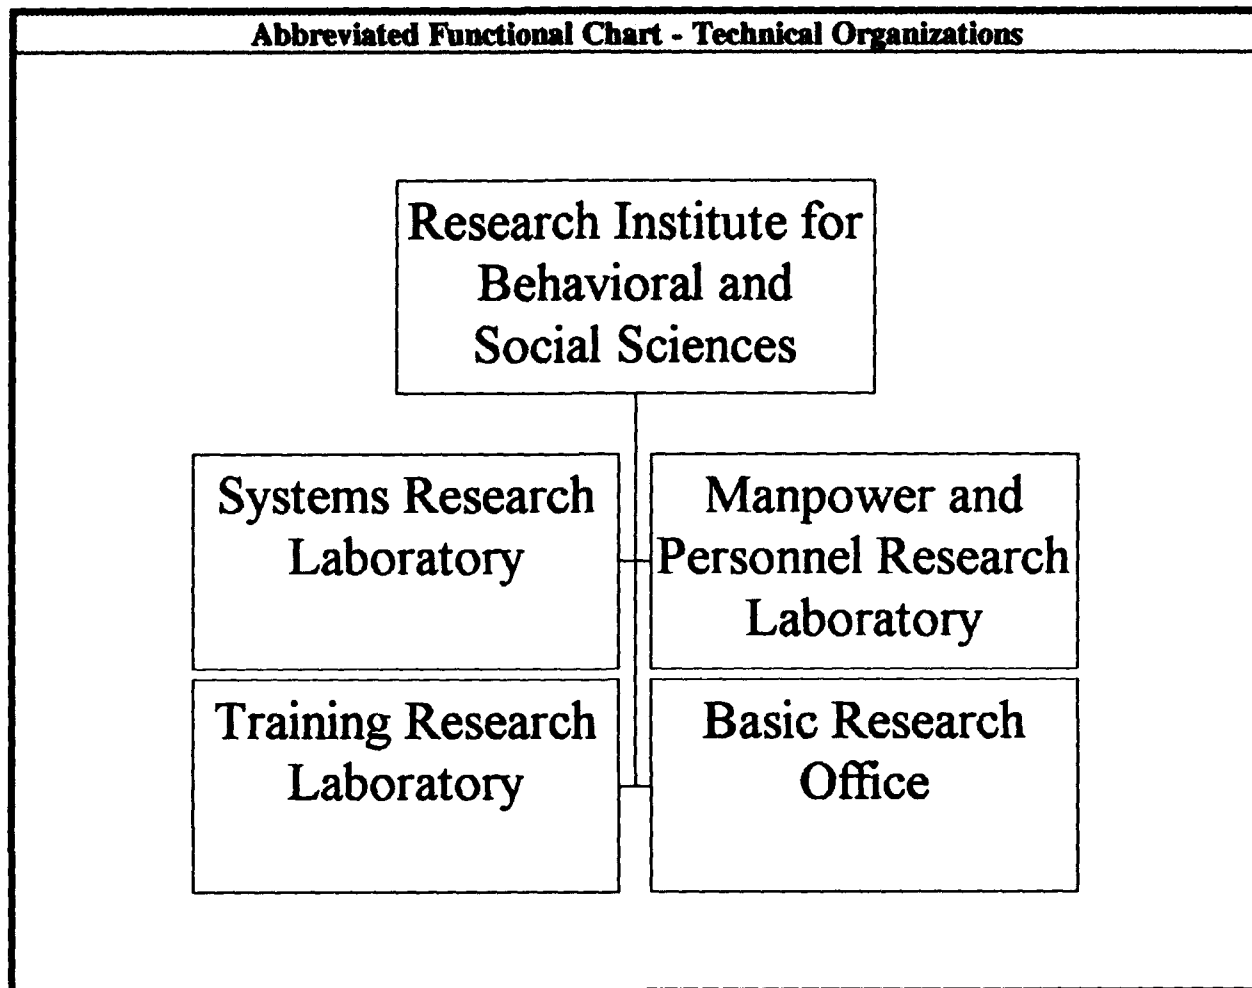 Abbreviated Functional Chart - Technical Organizations
Research Institute for
Behavioral and
Social Sciences
Systems Research
Laboratory
Manpower and
Personnel Research
Laboratory
Training Research
Laboratory
Basic Research
Office